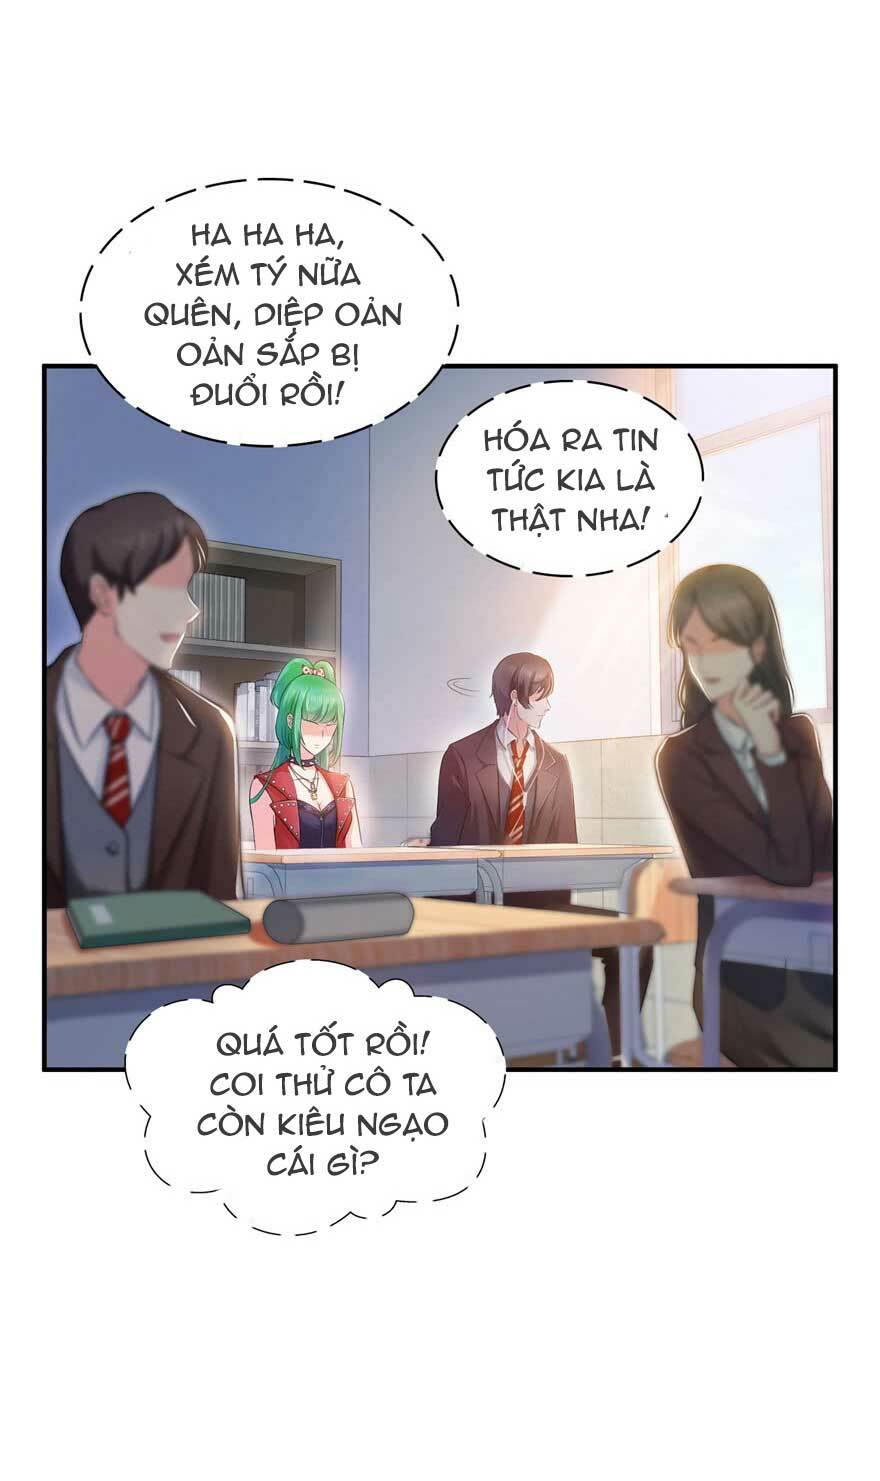 HA HA HA,
XÉM TÝ NỮA
QUÊN, DIỆP OẢN
OẢN SẮP BỊ
ĐUỔI RỒI!
HÓA RA TIN
TỨC KIA LÀ
THẬT NHA!
QUÁ TỐT RỒI!
COI THỬ CÔ TA
CÒN KIÊU NGẠO
CÁI GÌ?